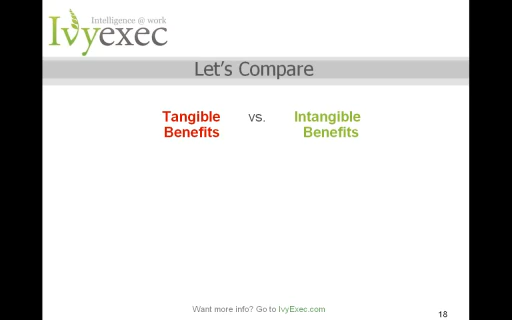 Intelligence @ work
Ivyexec
Let's Compare
Tangible vs. Intangible
Benefits Benefits
Want more info? Go to IvyExec.com
18